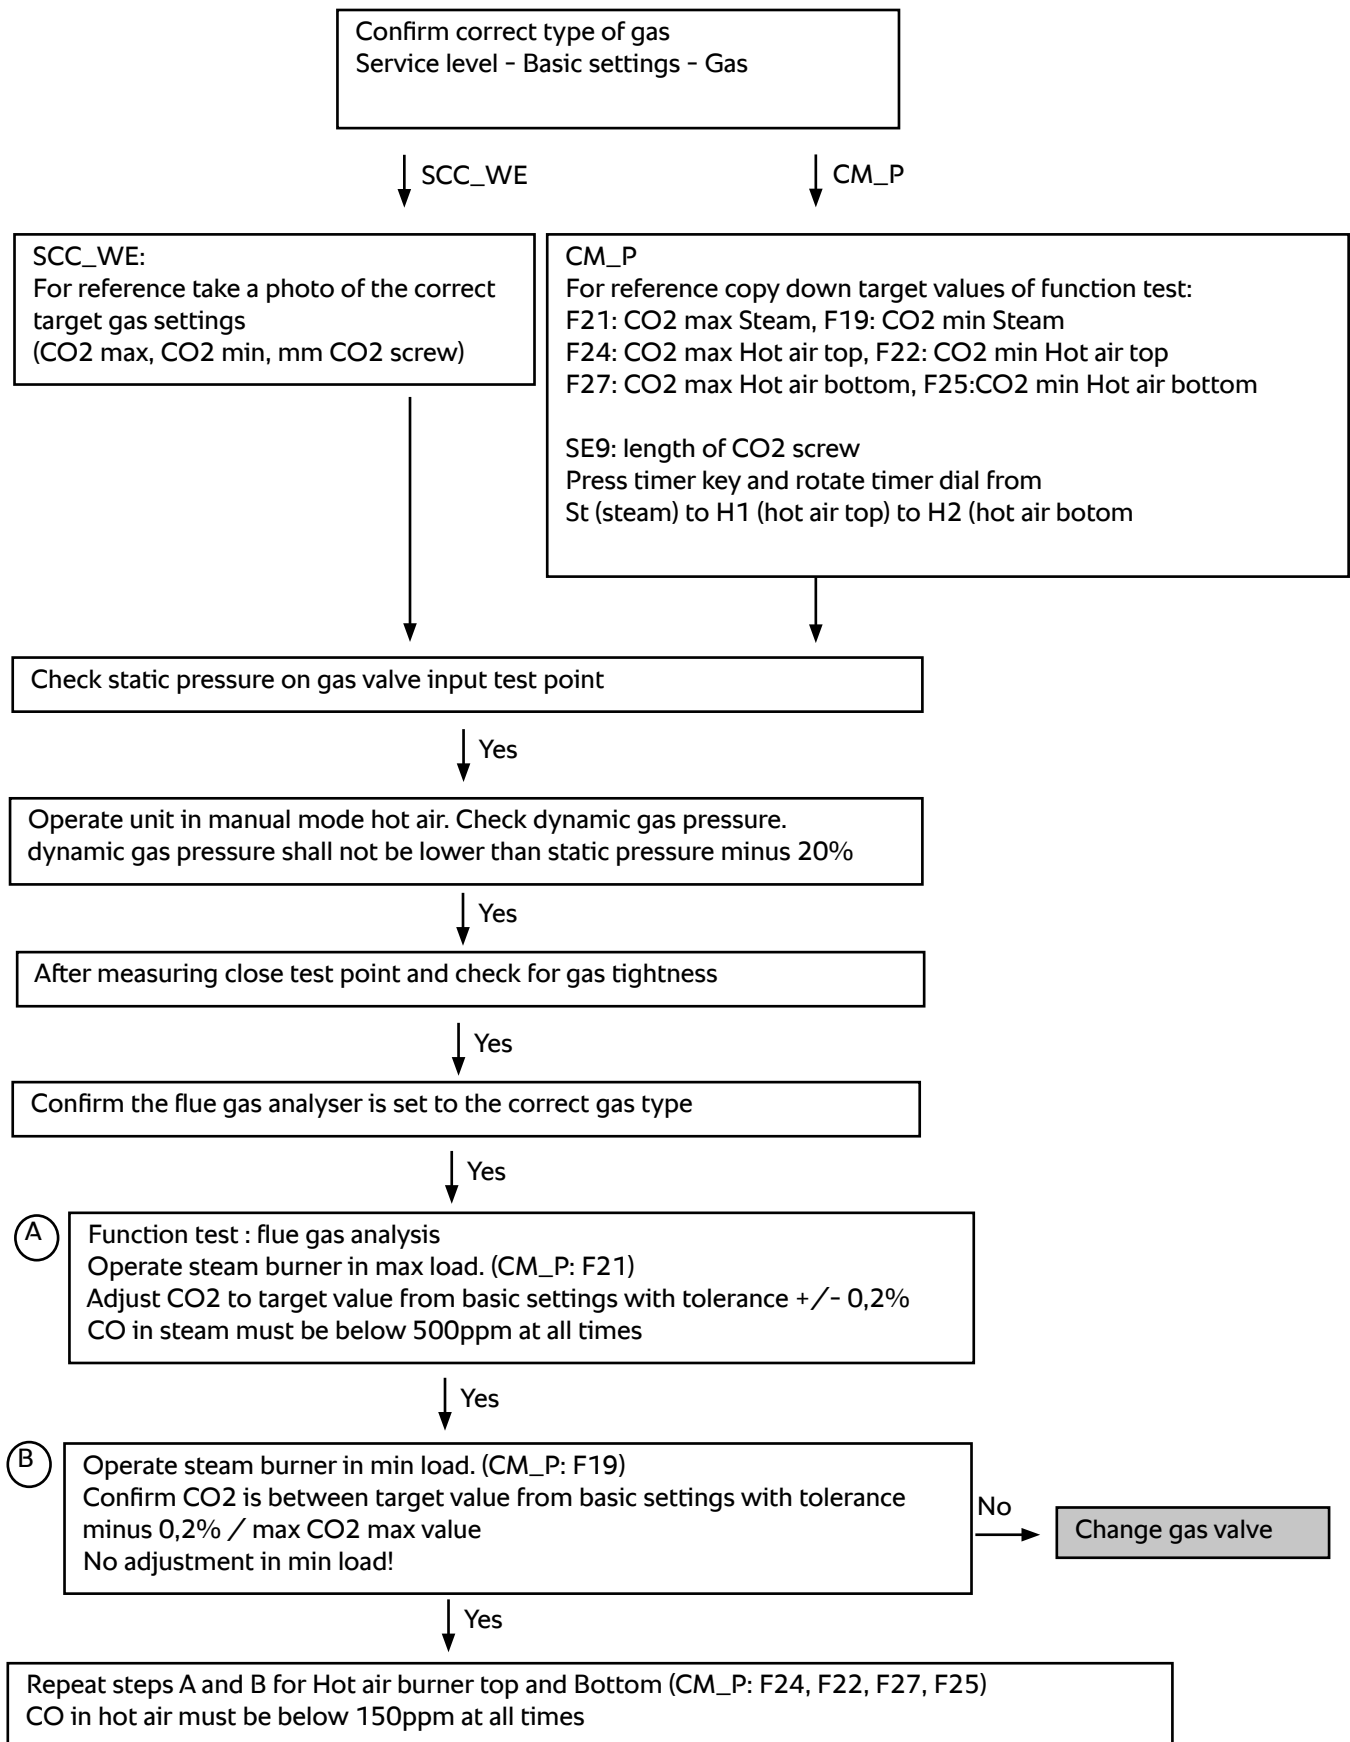 Confirm correct type of gas
Service level - Basic settings - Gas
SCC_WE
CM_P
SCC_WE:
For reference take a photo of the correct
target gas settings
(CO2 max, CO2 min, mm CO2 screw)
CM_P
For reference copy down target values of function test:
F21: CO2 max Steam, F19: CO2 min Steam
F24: CO2 max Hot air top, F22: CO2 min Hot air top
F27: CO2 max Hot air bottom, F25:CO2 min Hot air bottom
SE9: length of CO2 screw
Press timer key and rotate timer dial from
St (steam) to H1 (hot air top) to H2 (hot air botom
Check static pressure on gas valve input test point
Yes
Operate unit in manual mode hot air. Check dynamic gas pressure.
dynamic gas pressure shall not be lower than static pressure minus 20%
Yes
After measuring close test point and check for gas tightness
Yes
Confirm the flue gas analyser is set to the correct gas type
Yes
A
Function test : flue gas analysis
Operate steam burner in max load. (CM_P: F21)
Adjust CO2 to target value from basic settings with tolerance +/- 0,2%
CO in steam must be below 500ppm at all times
Yes
B
Operate steam burner in min load. (CM_P: F19)
Confirm CO2 is between target value from basic settings with tolerance
minus 0,2% / max CO2 max value
No adjustment in min load!
No
Change gas valve
Yes
Repeat steps A and B for Hot air burner top and Bottom (CM_P: F24, F22, F27, F25)
CO in hot air must be below 150ppm at all times